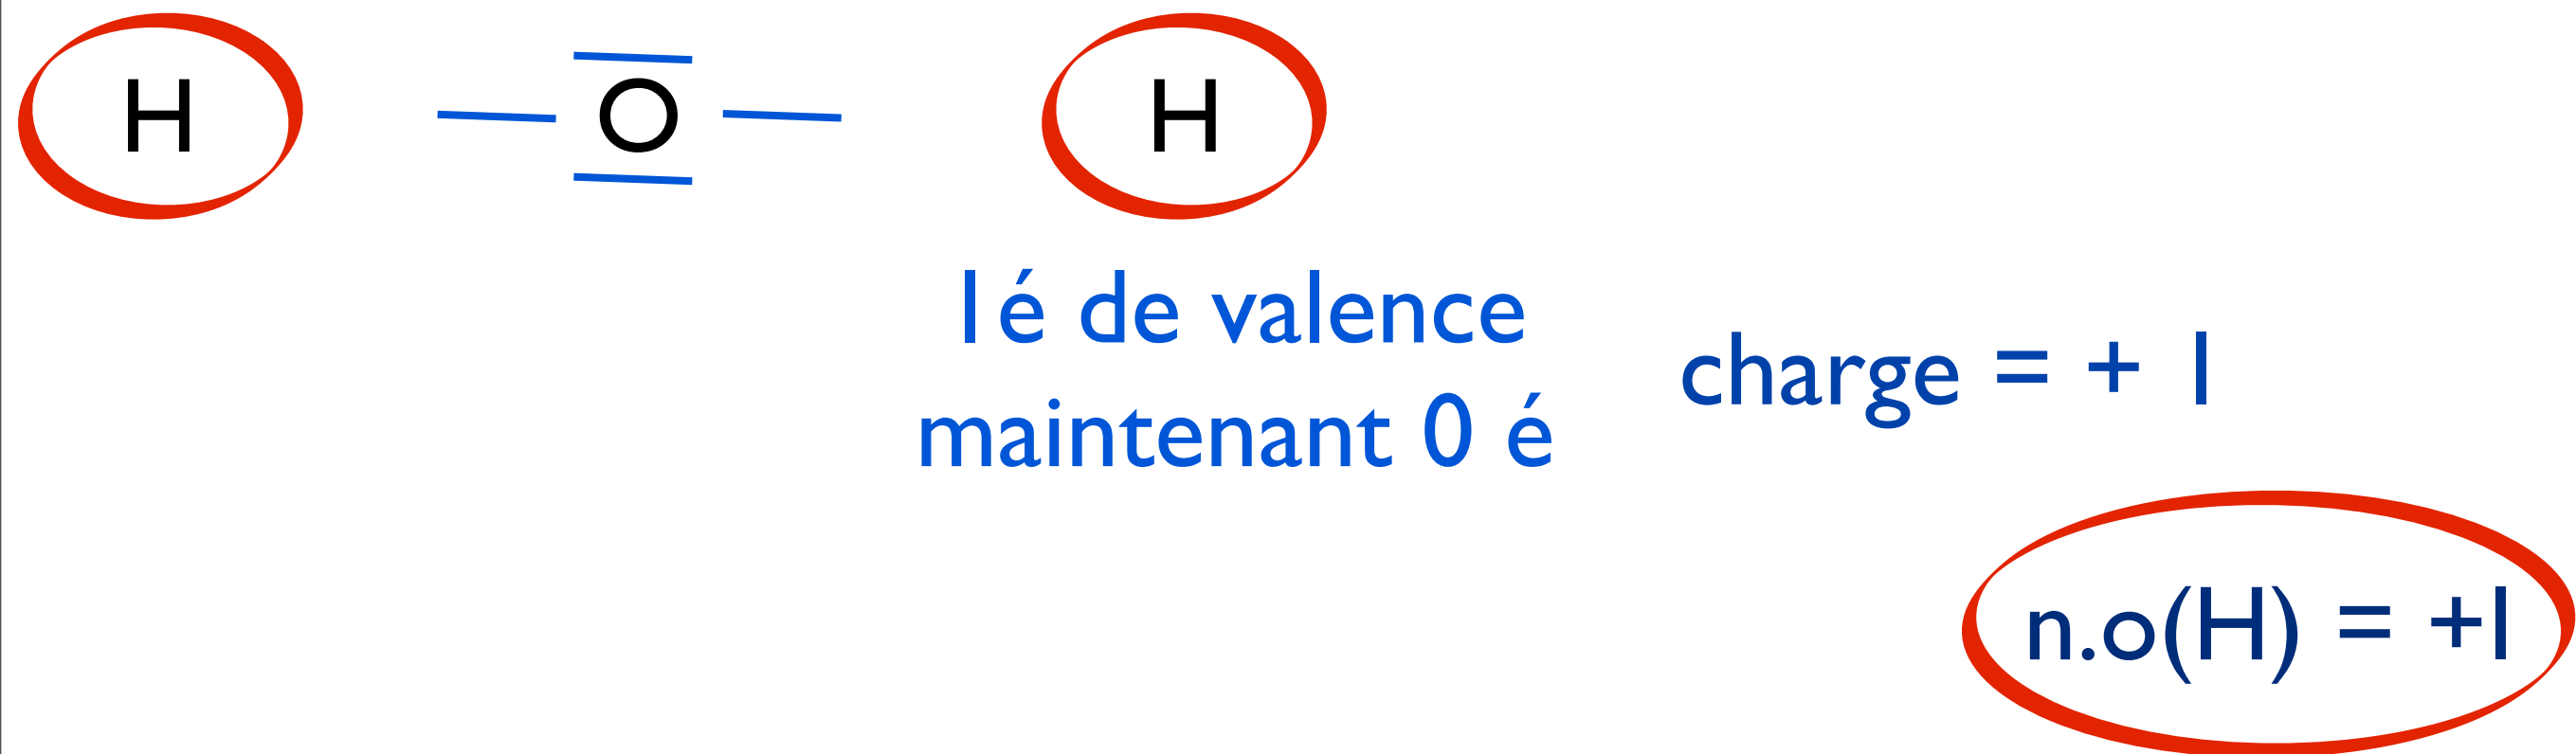 H O H
1é de valence
maintenant 0 é
charge = + 1
n.o(H) = +I